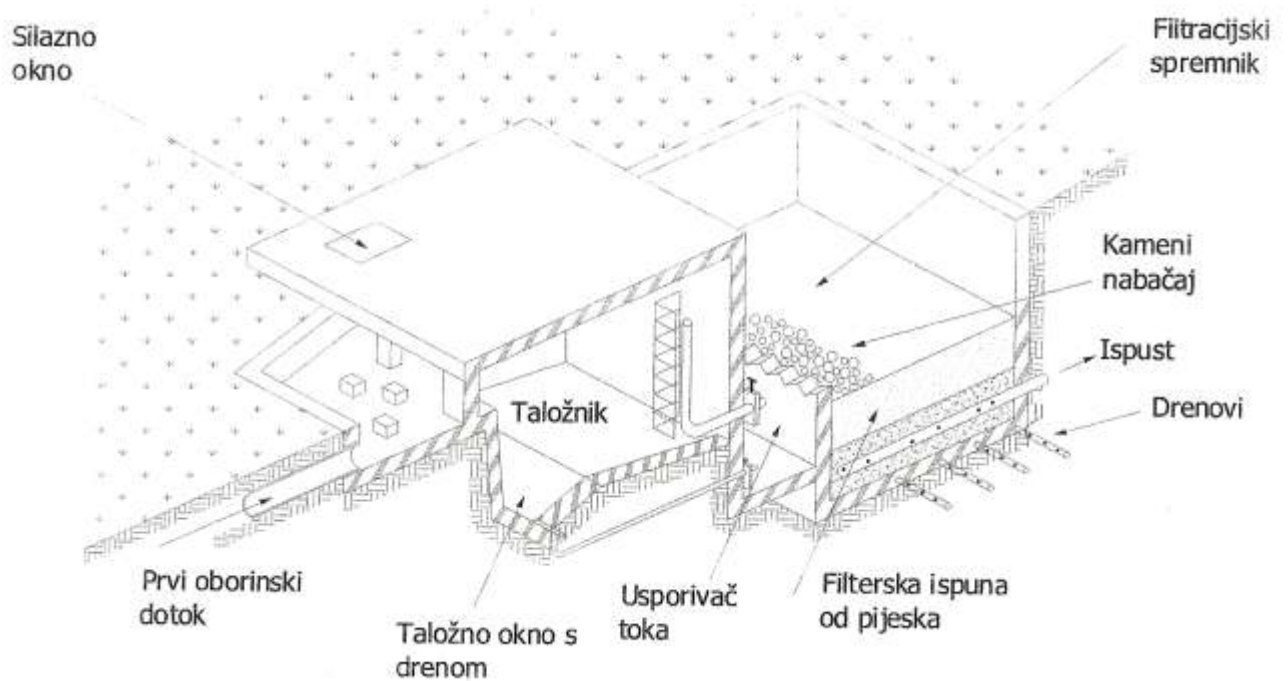 Silazno
okno
Filtracijski
spremnik
Kameni
nabačaj
Ispust
Taložnik
Drenovi
Prvi oborinski
dotok
Taložno okno s
drenom
Usporivač
toka
Filterska ispuna
od pijeska